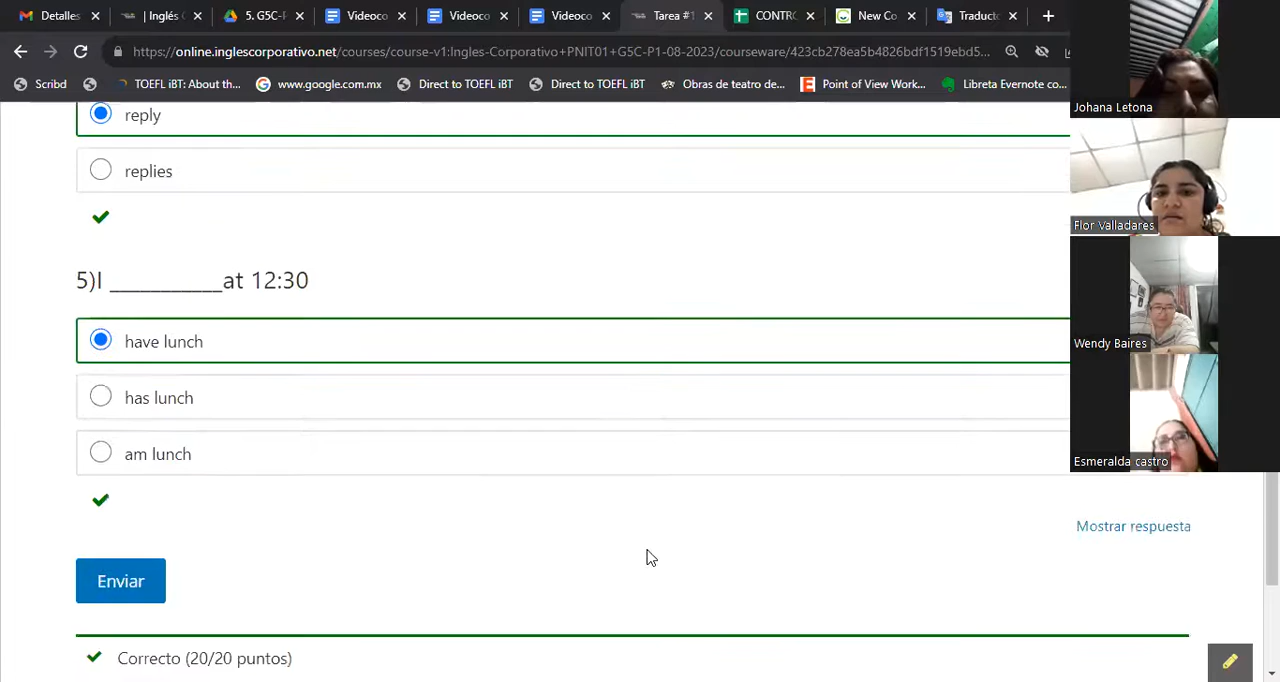 Detalles
| Inglés
5. G5C-P
Videoco
Videoco
Videoco
Tarea #1
CONTRO
New Co
Traducto
https://online.inglescorporativo.net/courses/course-v1:Ingles-Corporativo+PNIT01+G5C-P1-08-2023/courseware/423cb278ea5b4826bdf1519ebd5...
Scribd
TOEFL iBT: About th...
www.google.com.mx
Direct to TOEFL iBT
Direct to TOEFL iBT
Obras de teatro de...
Point of View Work...
Libreta Evernote co...
Johana Letona
reply
replies
Flor Valladares
5)I ___________at 12:30
have lunch
Wendy Baires
has lunch
am lunch
Esmeralda castro
Mostrar respuesta
Enviar
Correcto (20/20 puntos)